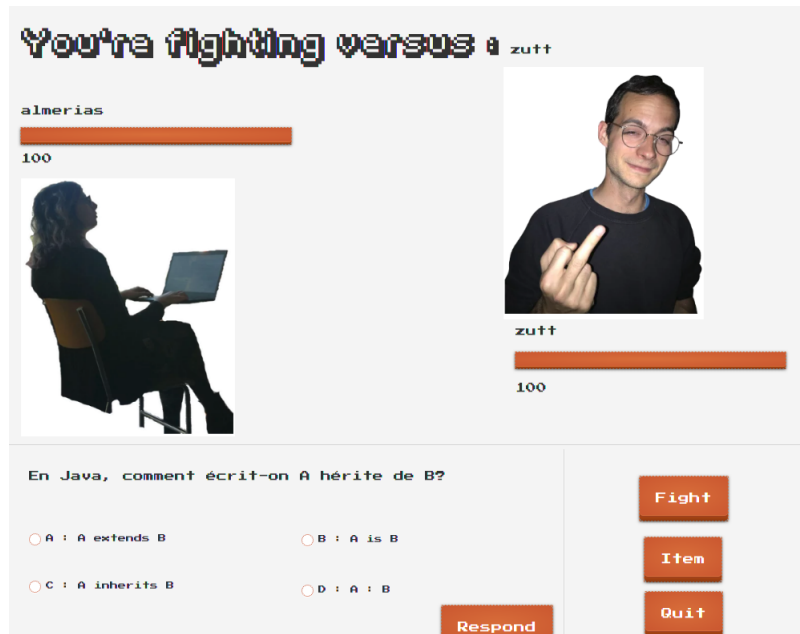 You're fighting versus : zutt
almerias
100
zutt
100
En Java, comment écrit-on A hérite de B?
A : A extends B
B : A is B
C : A inherits B
D : A : B
Respond
Fight
Item
Quit